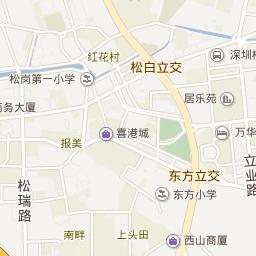 红花村
松白立交
深圳
松岗第一小学
居乐苑
商务大厦
报美
喜港城
万华
东方立交
立业路
松瑞路
东方小学
南畔
上头田
西山商厦